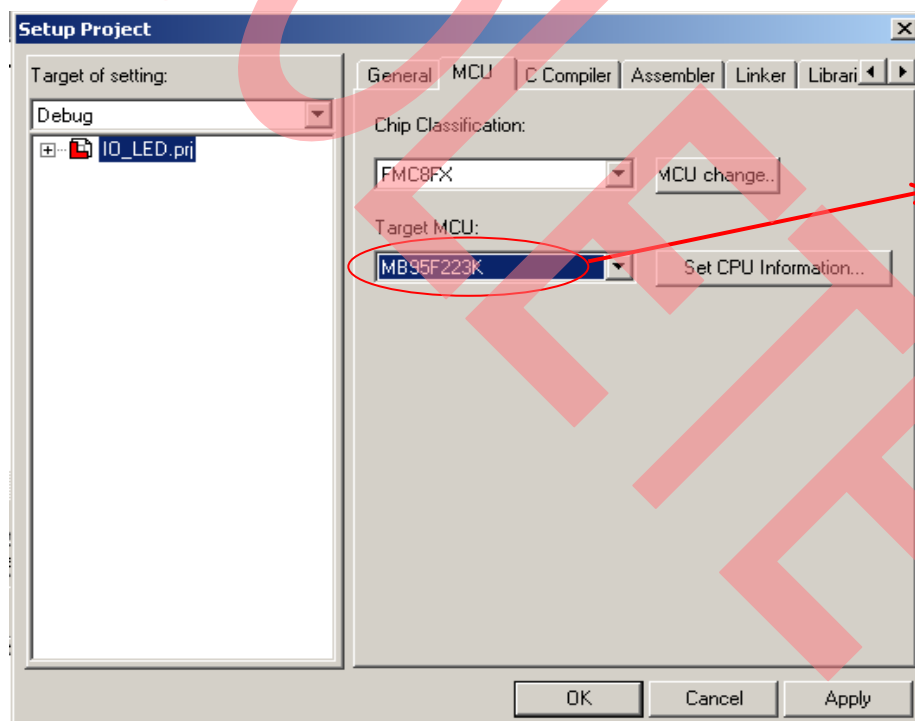 Setup Project
Target of setting:
Debug
IO_LED.prj
General MCU C Compiler Assembler Linker Librari
Chip Classification:
FMC8FX
MCU change..
Target MCU:
MB95F223K
Set CPU Information...
OK Cancel Apply